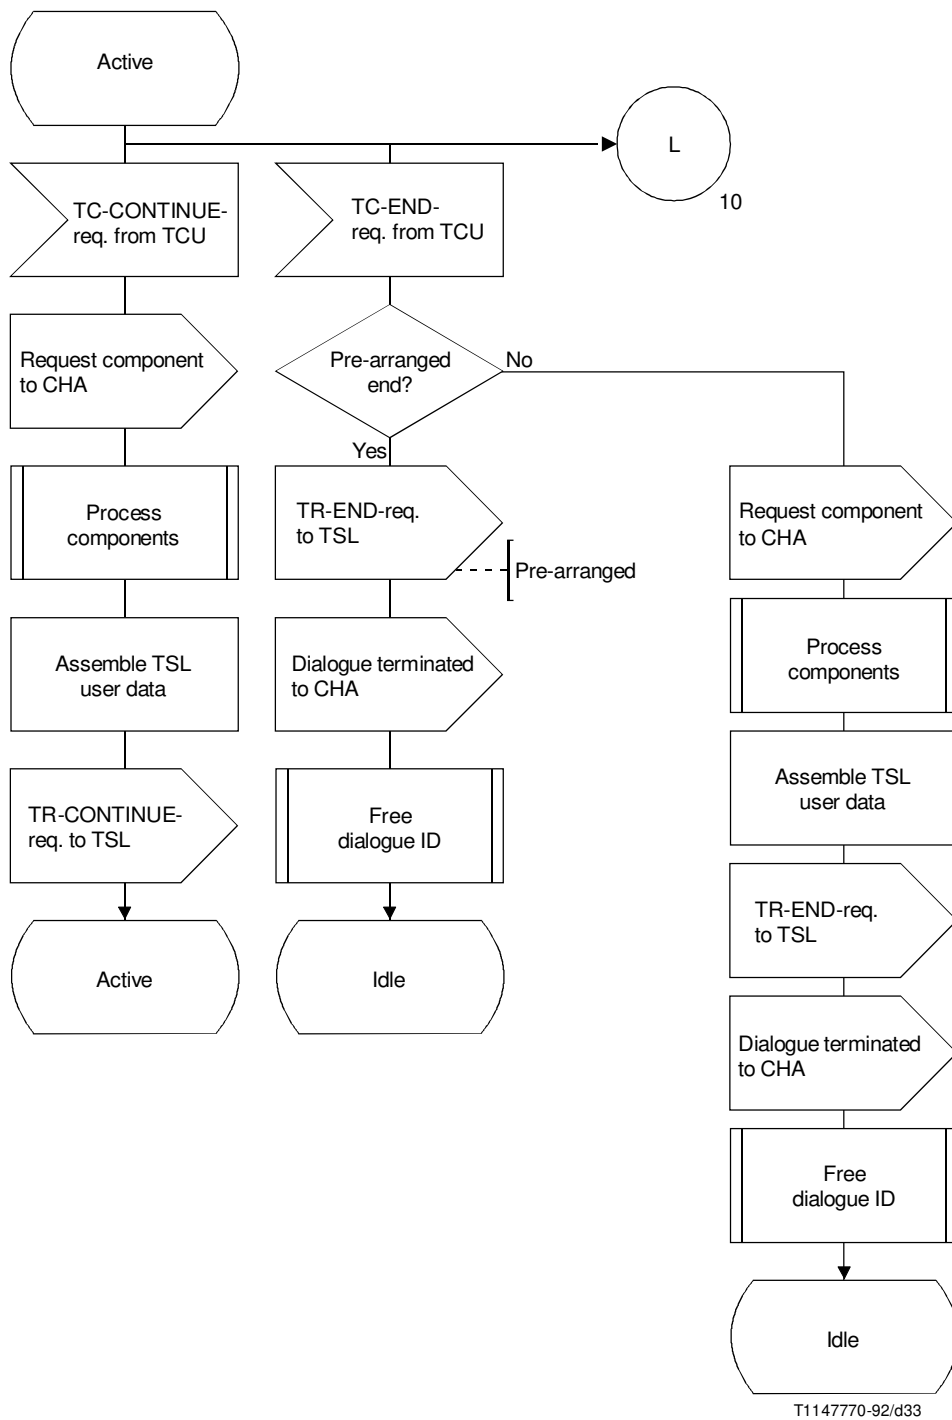 Active
L
10
TC-CONTINUE-
req. from TCU
TC-END-
req. from TCU
Request component
to CHA
Pre-arranged
end?
No
Yes
Process
components
TR-END-req.
to TSL
Pre-arranged
Request component
to CHA
Assemble TSL
user data
Dialogue terminated
to CHA
Process
components
TR-CONTINUE-
req. to TSL
Free
dialogue ID
Assemble TSL
user data
Active
Idle
TR-END-req.
to TSL
Dialogue terminated
to CHA
Free
dialogue ID
Idle
T1147770-92/d33